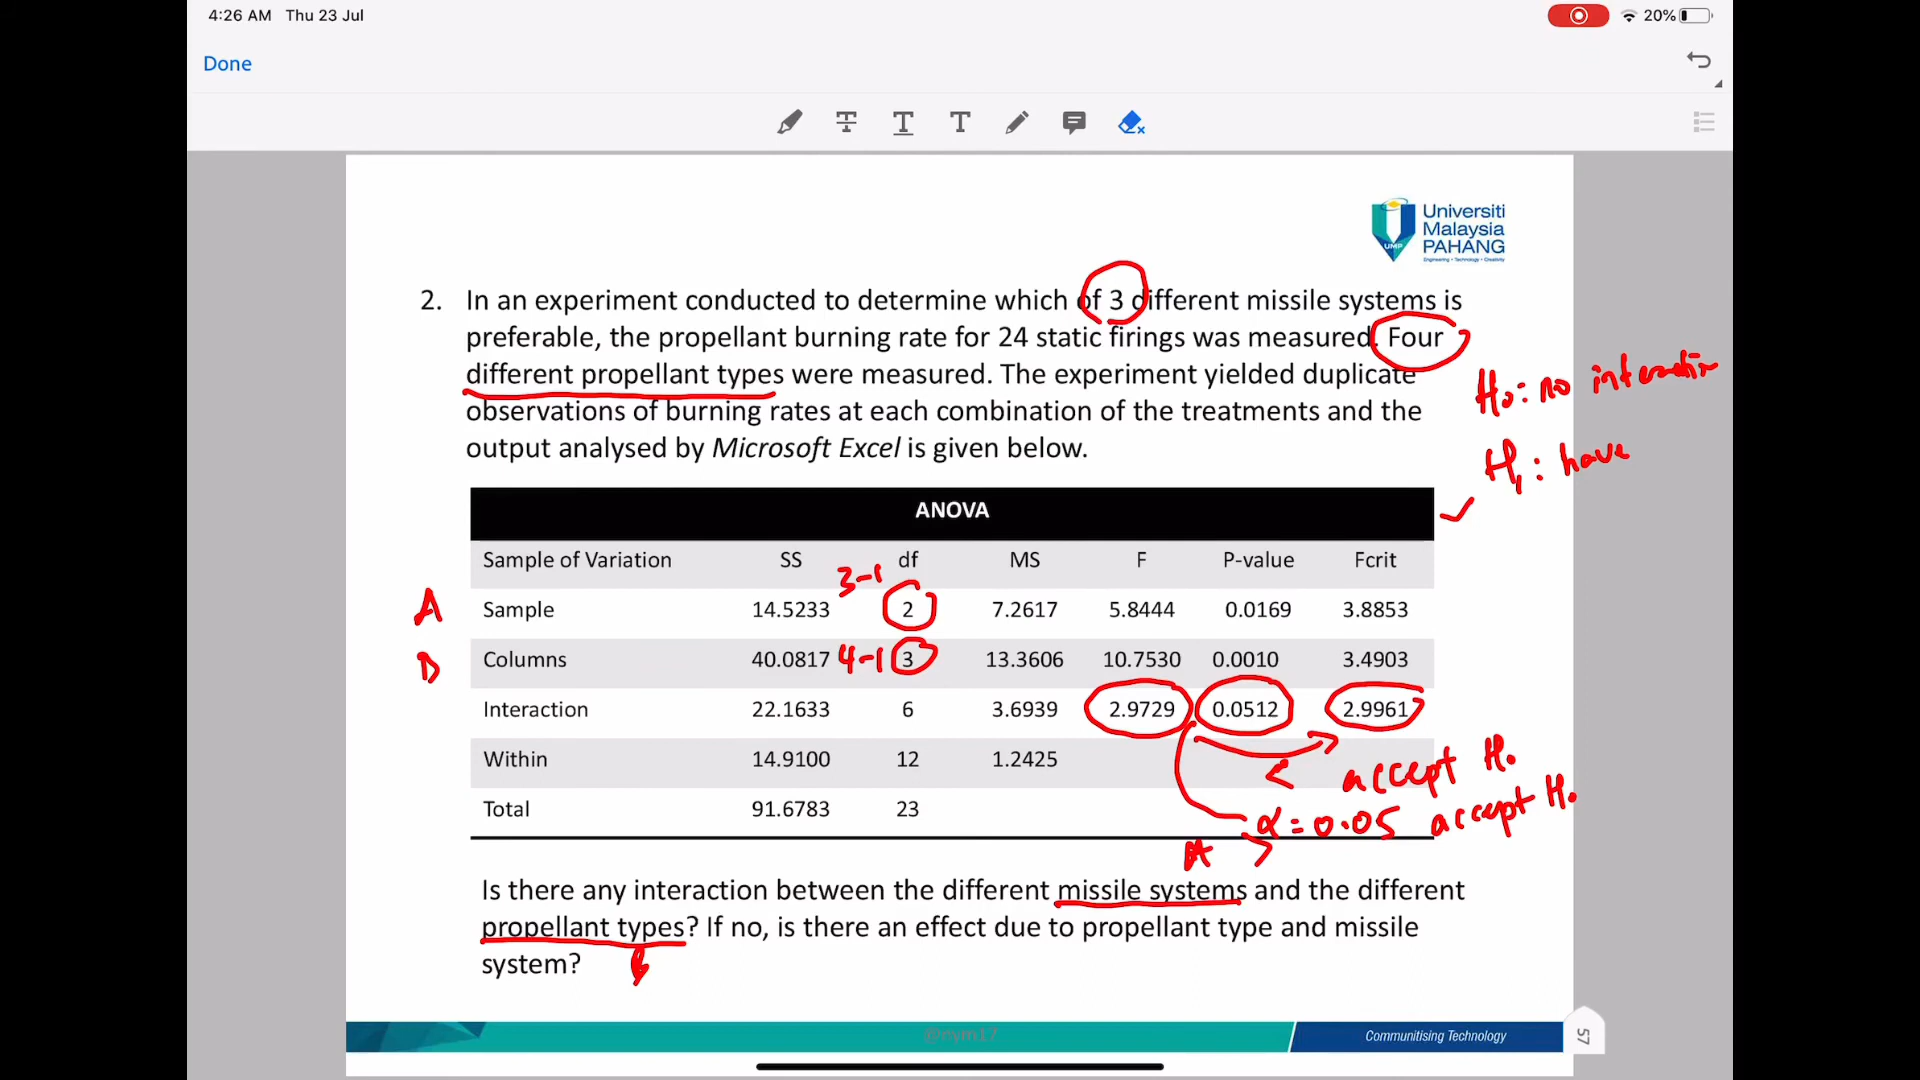 4:26 AM Thu 23 Jul
20%
Done
Universiti
Malaysia
PAHANG
UMP
Engineering • Technology • Creativity
2. In an experiment conducted to determine which of 3 different missile systems is
preferable, the propellant burning rate for 24 static firings was measured. Four
different propellant types were measured. The experiment yielded duplicate
observations of burning rates at each combination of the treatments and the
output analysed by Microsoft Excel is given below.
H₀: no interaction
H₁: have
ANOVA
Sample of Variation SS df MS F P-value Fcrit
3-1
A Sample 14.5233 2 7.2617 5.8444 0.0169 3.8853
B Columns 40.0817 4-1 3 13.3606 10.7530 0.0010 3.4903
Interaction 22.1633 6 3.6939 2.9729 0.0512 2.9961
Within 14.9100 12 1.2425
< accept H₀
Total 91.6783 23
α = 0.05 accept H₀
A >
Is there any interaction between the different missile systems and the different
propellant types? If no, is there an effect due to propellant type and missile
system?
B
@nym17
Communitising Technology
57